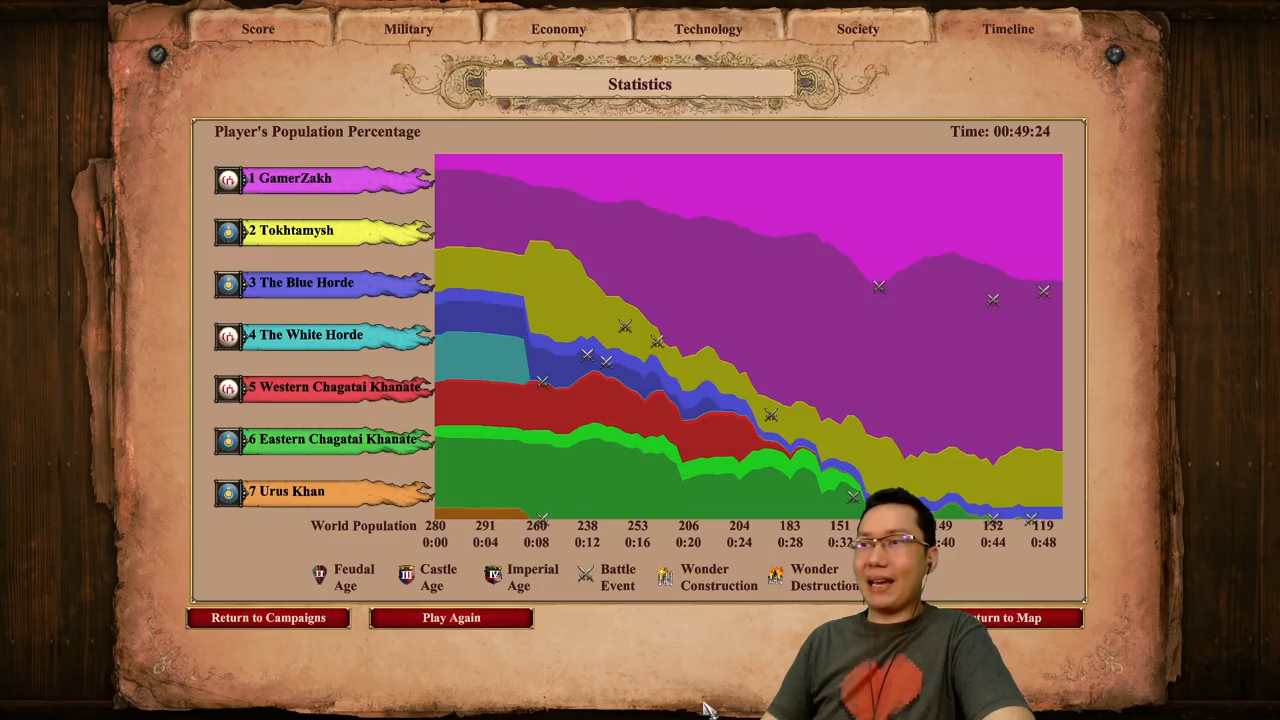 Score
Military
Economy
Technology
Society
Timeline
Statistics
Player's Population Percentage
Time: 00:49:24
1 GamerZakh
2 Tokhtamysh
3 The Blue Horde
4 The White Horde
5 Western Chagatai Khanate
6 Eastern Chagatai Khanate
7 Urus Khan
World Population 280 291 260 238 253 206 204 183 151 49 132 119
0:00 0:04 0:08 0:12 0:16 0:20 0:24 0:28 0:32 :40 0:44 0:48
Feudal Age
Castle Age
Imperial Age
Battle Event
Wonder Construction
Wonder Destruction
Return to Campaigns
Play Again
turn to Map